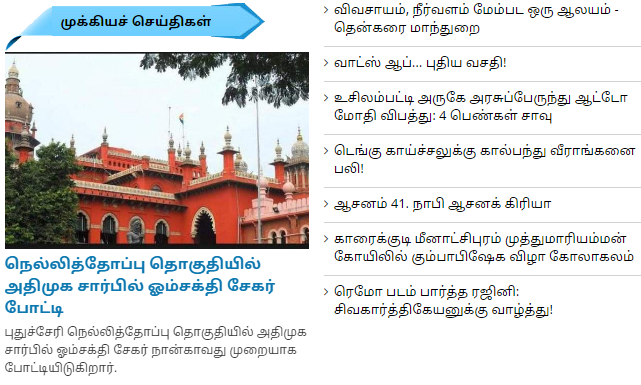 முக்கியச் செய்திகள்
நெல்லித்தோப்பு தொகுதியில்
அதிமுக சார்பில் ஓம்சக்தி சேகர்
போட்டி
புதுச்சேரி நெல்லித்தோப்பு தொகுதியில் அதிமுக
சார்பில் ஓம்சக்தி சேகர் நான்காவது முறையாக
போட்டியிடுகிறார்.
விவசாயம், நீர்வளம் மேம்பட ஒரு ஆலயம் -
தென்கரை மாந்துறை
வாட்ஸ் ஆப்... புதிய வசதி!
உசிலம்பட்டி அருகே அரசுப்பேருந்து ஆட்டோ
மோதி விபத்து: 4 பெண்கள் சாவு
டெங்கு காய்ச்சலுக்கு கால்பந்து வீராங்கனை
பலி!
ஆசனம் 41. நாபி ஆசனக் கிரியா
காரைக்குடி மீனாட்சிபுரம் முத்துமாரியம்மன்
கோயிலில் கும்பாபிஷேக விழா கோலாகலம்
ரெமோ படம் பார்த்த ரஜினி:
சிவகார்த்திகேயனுக்கு வாழ்த்து!